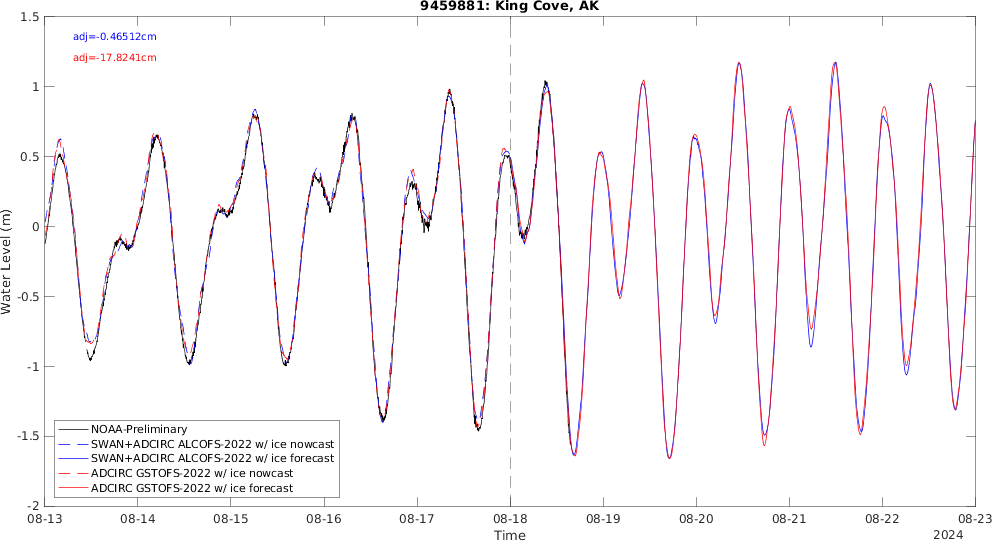 9459881: King Cove, AK
adj=-0.46512cm
adj=-17.8241cm
Water Level (m)
1.5
1
0.5
0
-0.5
-1
-1.5
-2
NOAA-Preliminary
SWAN+ADCIRC ALCOFS-2022 w/ ice nowcast
SWAN+ADCIRC ALCOFS-2022 w/ ice forecast
ADCIRC GSTOFS-2022 w/ ice nowcast
ADCIRC GSTOFS-2022 w/ ice forecast
08-13 08-14 08-15 08-16 08-17 08-18 08-19 08-20 08-21 08-22 08-23
Time
2024